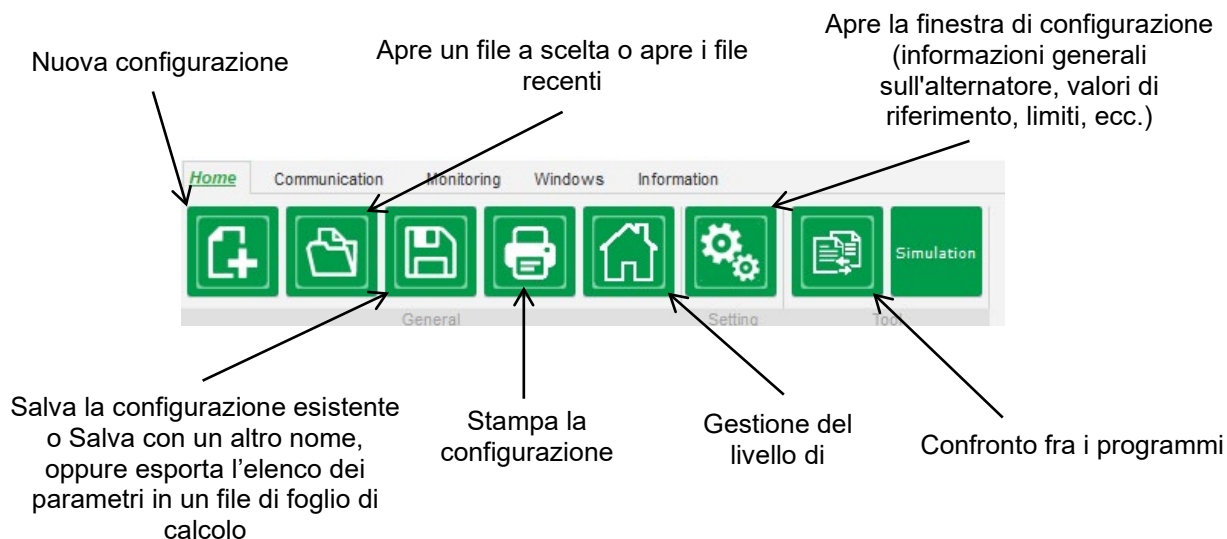 Nuova configurazione
Apre un file a scelta o apre i file
recenti
Apre la finestra di configurazione
(informazioni generali
sull'alternatore, valori di
riferimento, limiti, ecc.)
Home Communication Monitoring Windows Information
Simulation
General Setting Tool
Salva la configurazione esistente
o Salva con un altro nome,
oppure esporta l’elenco dei
parametri in un file di foglio di
calcolo
Stampa la
configurazione
Gestione del
livello di
Confronto fra i programmi